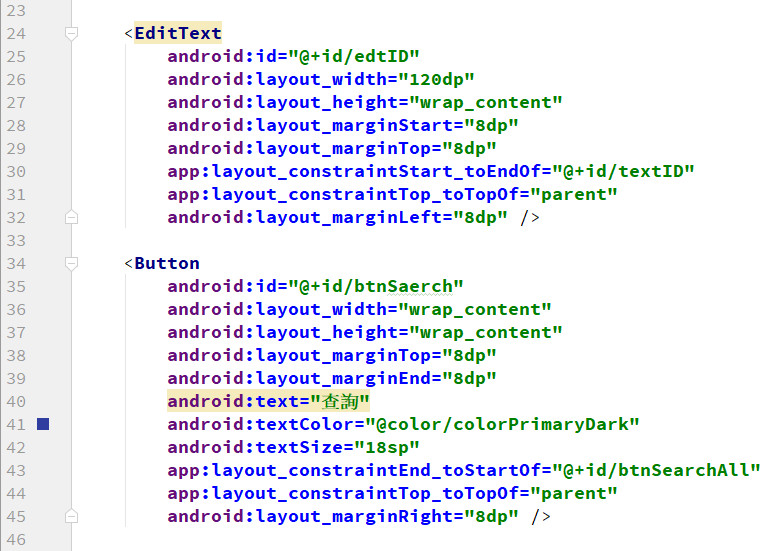 23
24 <EditText
25 android:id="@+id/edtID"
26 android:layout_width="120dp"
27 android:layout_height="wrap_content"
28 android:layout_marginStart="8dp"
29 android:layout_marginTop="8dp"
30 app:layout_constraintStart_toEndOf="@+id/textID"
31 app:layout_constraintTop_toTopOf="parent"
32 android:layout_marginLeft="8dp" />
33
34 <Button
35 android:id="@+id/btnSaerch"
36 android:layout_width="wrap_content"
37 android:layout_height="wrap_content"
38 android:layout_marginTop="8dp"
39 android:layout_marginEnd="8dp"
40 android:text="查詢"
41 android:textColor="@color/colorPrimaryDark"
42 android:textSize="18sp"
43 app:layout_constraintEnd_toStartOf="@+id/btnSearchAll"
44 app:layout_constraintTop_toTopOf="parent"
45 android:layout_marginRight="8dp" />
46